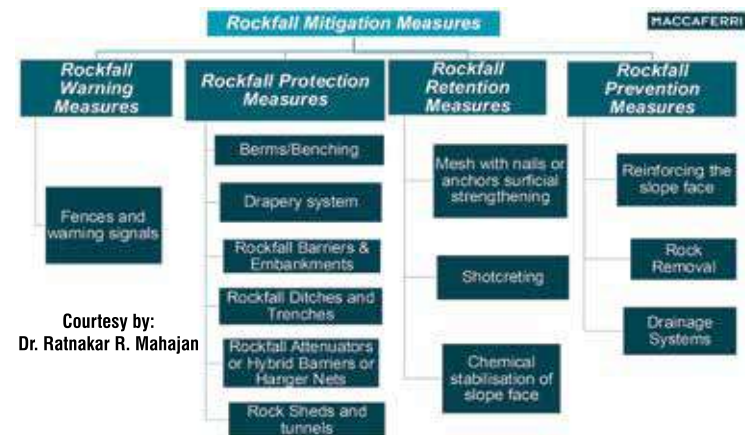 Rockfall Mitigation Measures
MACCAFERRI
Rockfall
Warning
Measures
Fences and
warning signals
Rockfall
Protection
Measures
Berms/Benching
Drapery system
Rockfall Barriers &
Embankments
Rockfall Ditches and
Trenches
Rockfall Attenuators
or Hybrid Barriers or
Hanger Nets
Rock Sheds and
tunnels
Rockfall
Retention
Measures
Mesh with nails or
anchors surficial
strengthening
Shotcreting
Chemical
stabilisation of
slope face
Rockfall
Prevention
Measures
Reinforcing the
slope face
Rock
Removal
Drainage
Systems
Courtesy by:
Dr. Ratnakar R. Mahajan